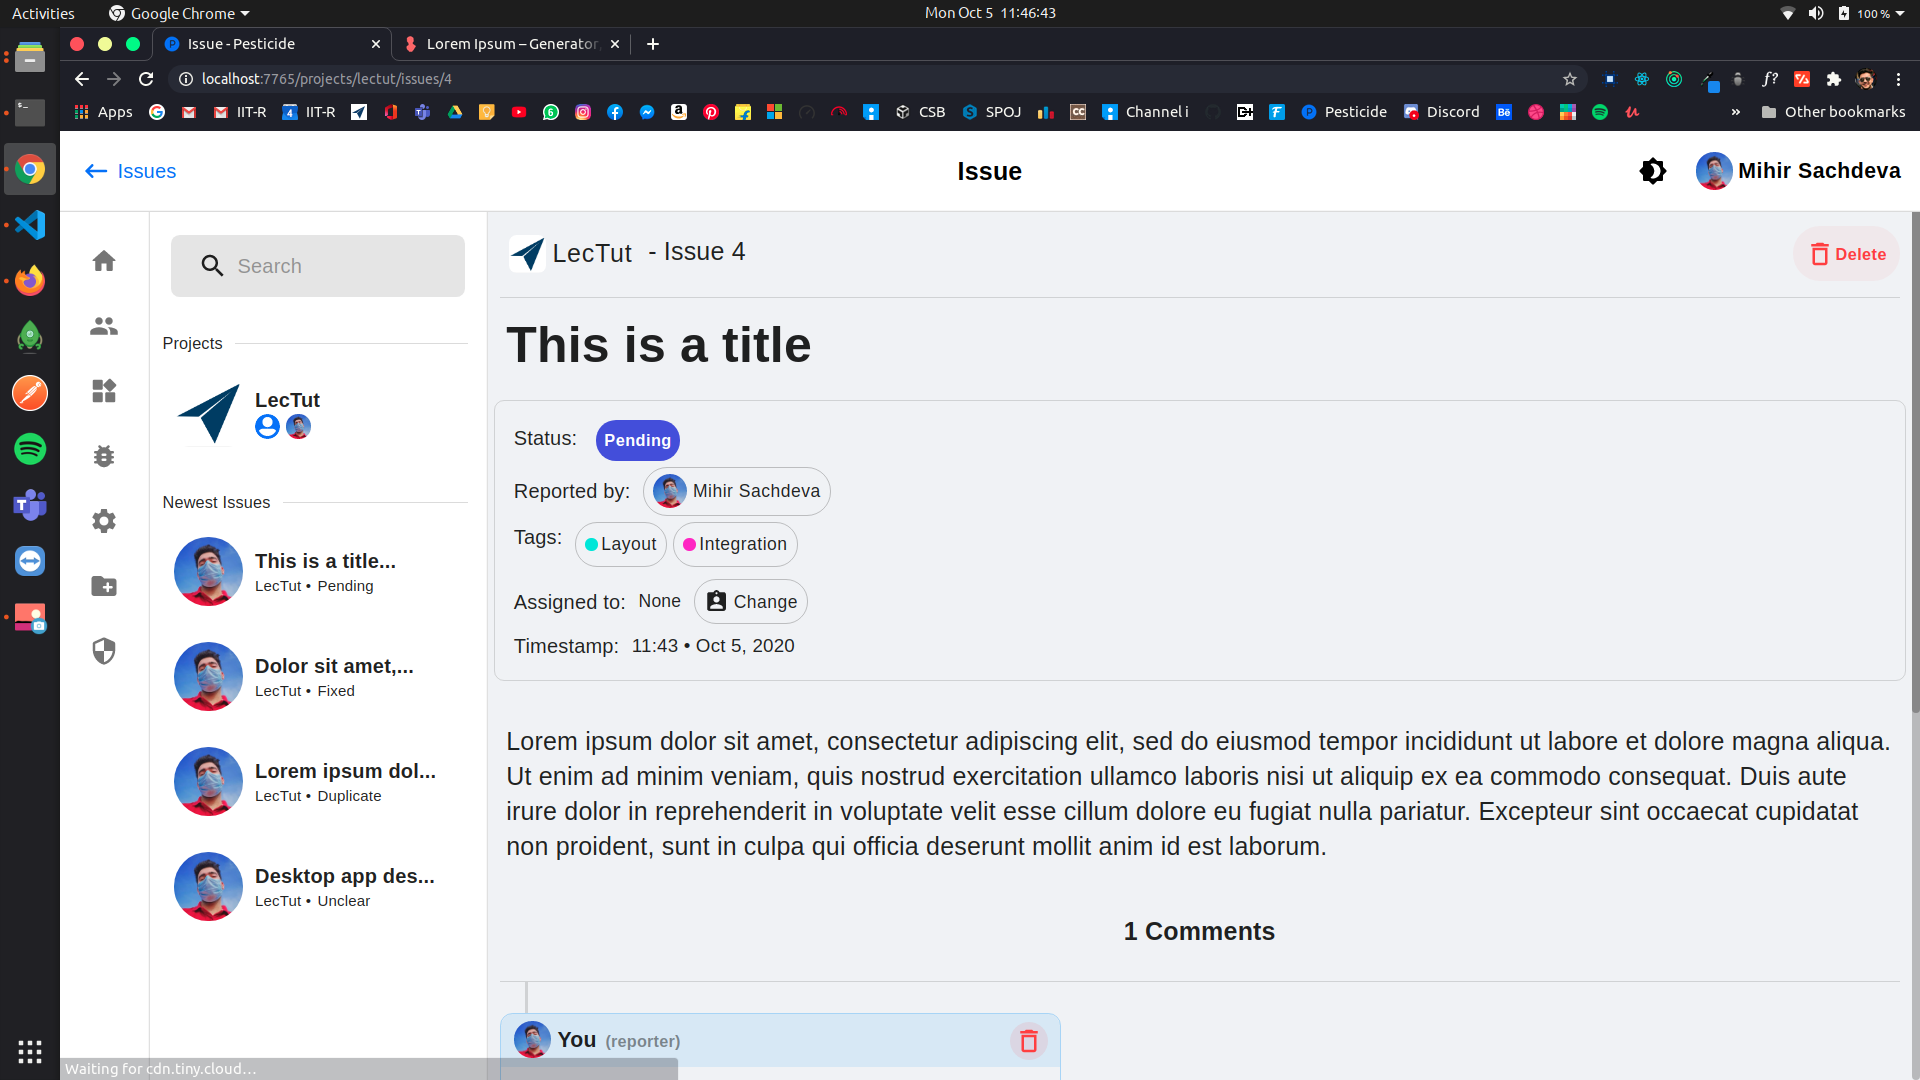 Activities
Google Chrome
Mon Oct 5 11:46:43
100 %
Issue - Pesticide
Lorem Ipsum – Generator,
localhost:7765/projects/lectut/issues/4
Apps
IIT-R
IIT-R
CSB
SPOJ
Channel i
Pesticide
Discord
»
Other bookmarks
Issues
Issue
Mihir Sachdeva
Search
LecTut - Issue 4
Delete
This is a title
Projects
LecTut
Newest Issues
This is a title...
LecTut • Pending
Dolor sit amet,...
LecTut • Fixed
Lorem ipsum dol...
LecTut • Duplicate
Desktop app des...
LecTut • Unclear
Status: Pending
Reported by: Mihir Sachdeva
Tags: Layout Integration
Assigned to: None Change
Timestamp: 11:43 • Oct 5, 2020
Lorem ipsum dolor sit amet, consectetur adipiscing elit, sed do eiusmod tempor incididunt ut labore et dolore magna aliqua.
Ut enim ad minim veniam, quis nostrud exercitation ullamco laboris nisi ut aliquip ex ea commodo consequat. Duis aute
irure dolor in reprehenderit in voluptate velit esse cillum dolore eu fugiat nulla pariatur. Excepteur sint occaecat cupidatat
non proident, sunt in culpa qui officia deserunt mollit anim id est laborum.
1 Comments
You (reporter)
Waiting for cdn.tiny.cloud...